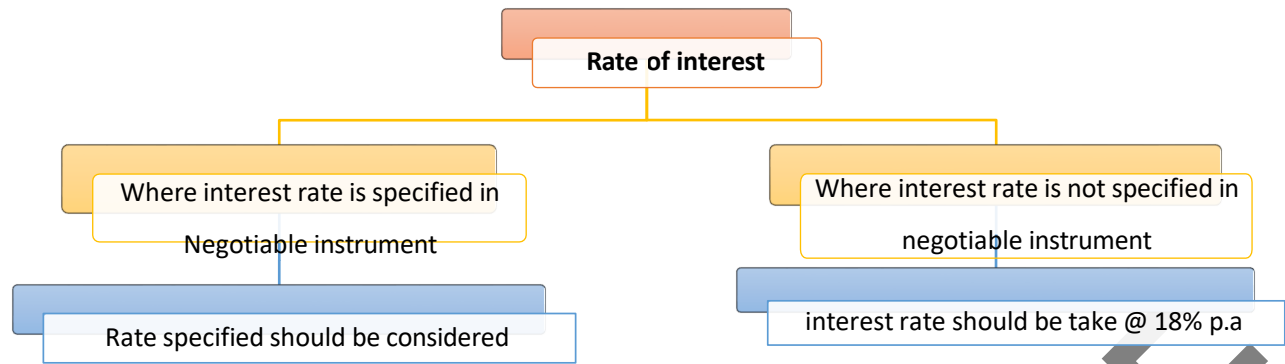 Rate of interest
Where interest rate is specified in
Negotiable instrument
Where interest rate is not specified in
negotiable instrument
Rate specified should be considered
interest rate should be take @ 18% p.a